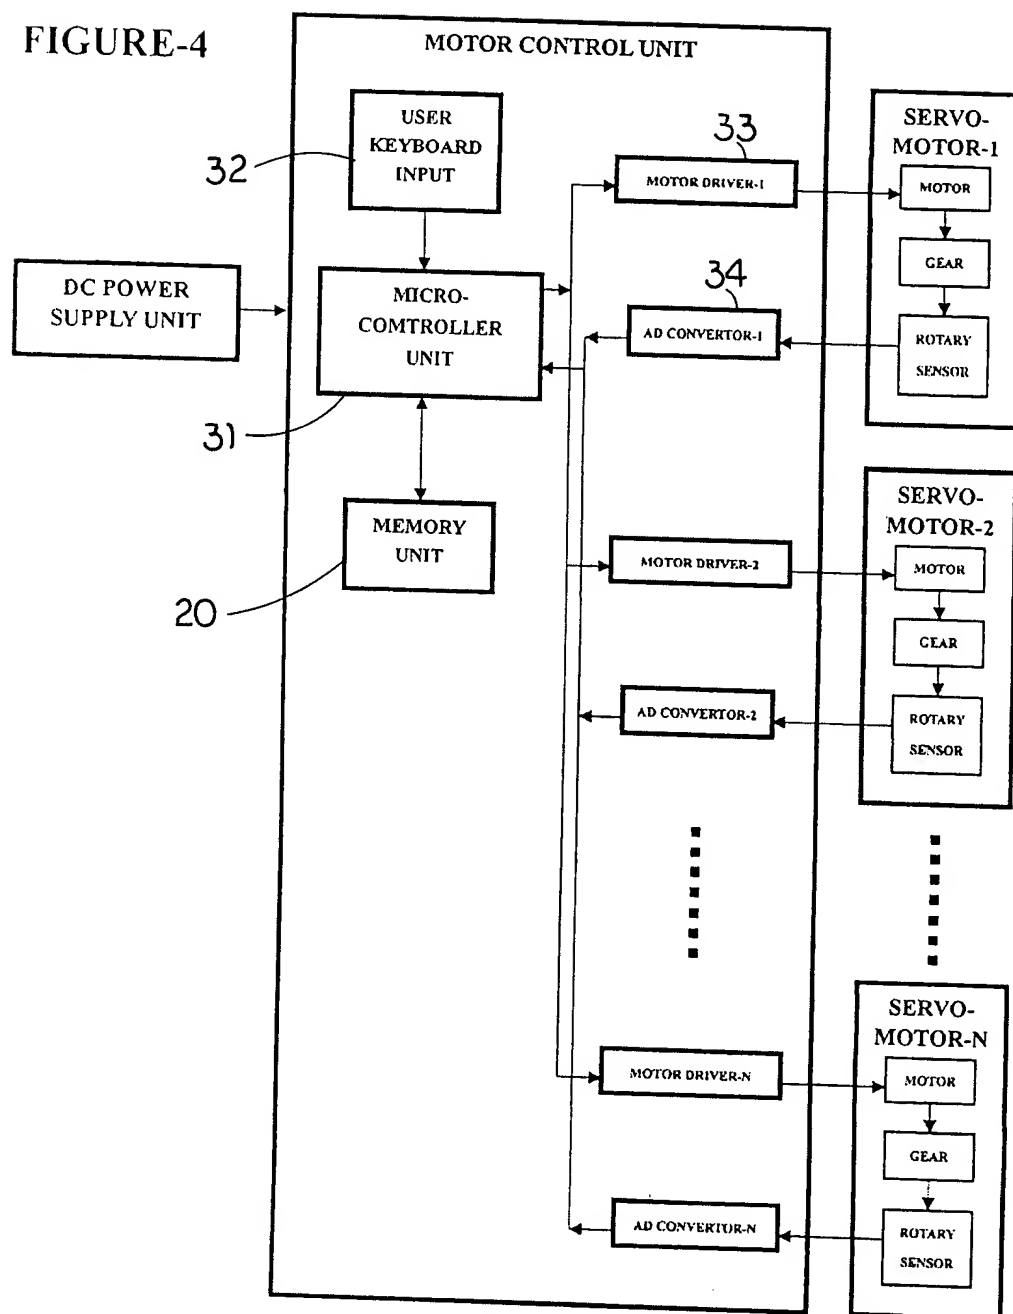 FIGURE-4
MOTOR CONTROL UNIT
USER
KEYBOARD
INPUT
32
DC POWER
SUPPLY UNIT
MICRO-
COMTROLLER
UNIT
31
MEMORY
UNIT
20
33
MOTOR DRIVER-1
34
AD CONVERTOR-1
SERVO-
MOTOR-1
MOTOR
GEAR
ROTARY
SENSOR
MOTOR DRIVER-2
AD CONVERTOR-2
SERVO-
MOTOR-2
MOTOR
GEAR
ROTARY
SENSOR
MOTOR DRIVER-N
AD CONVERTOR-N
SERVO-
MOTOR-N
MOTOR
GEAR
ROTARY
SENSOR